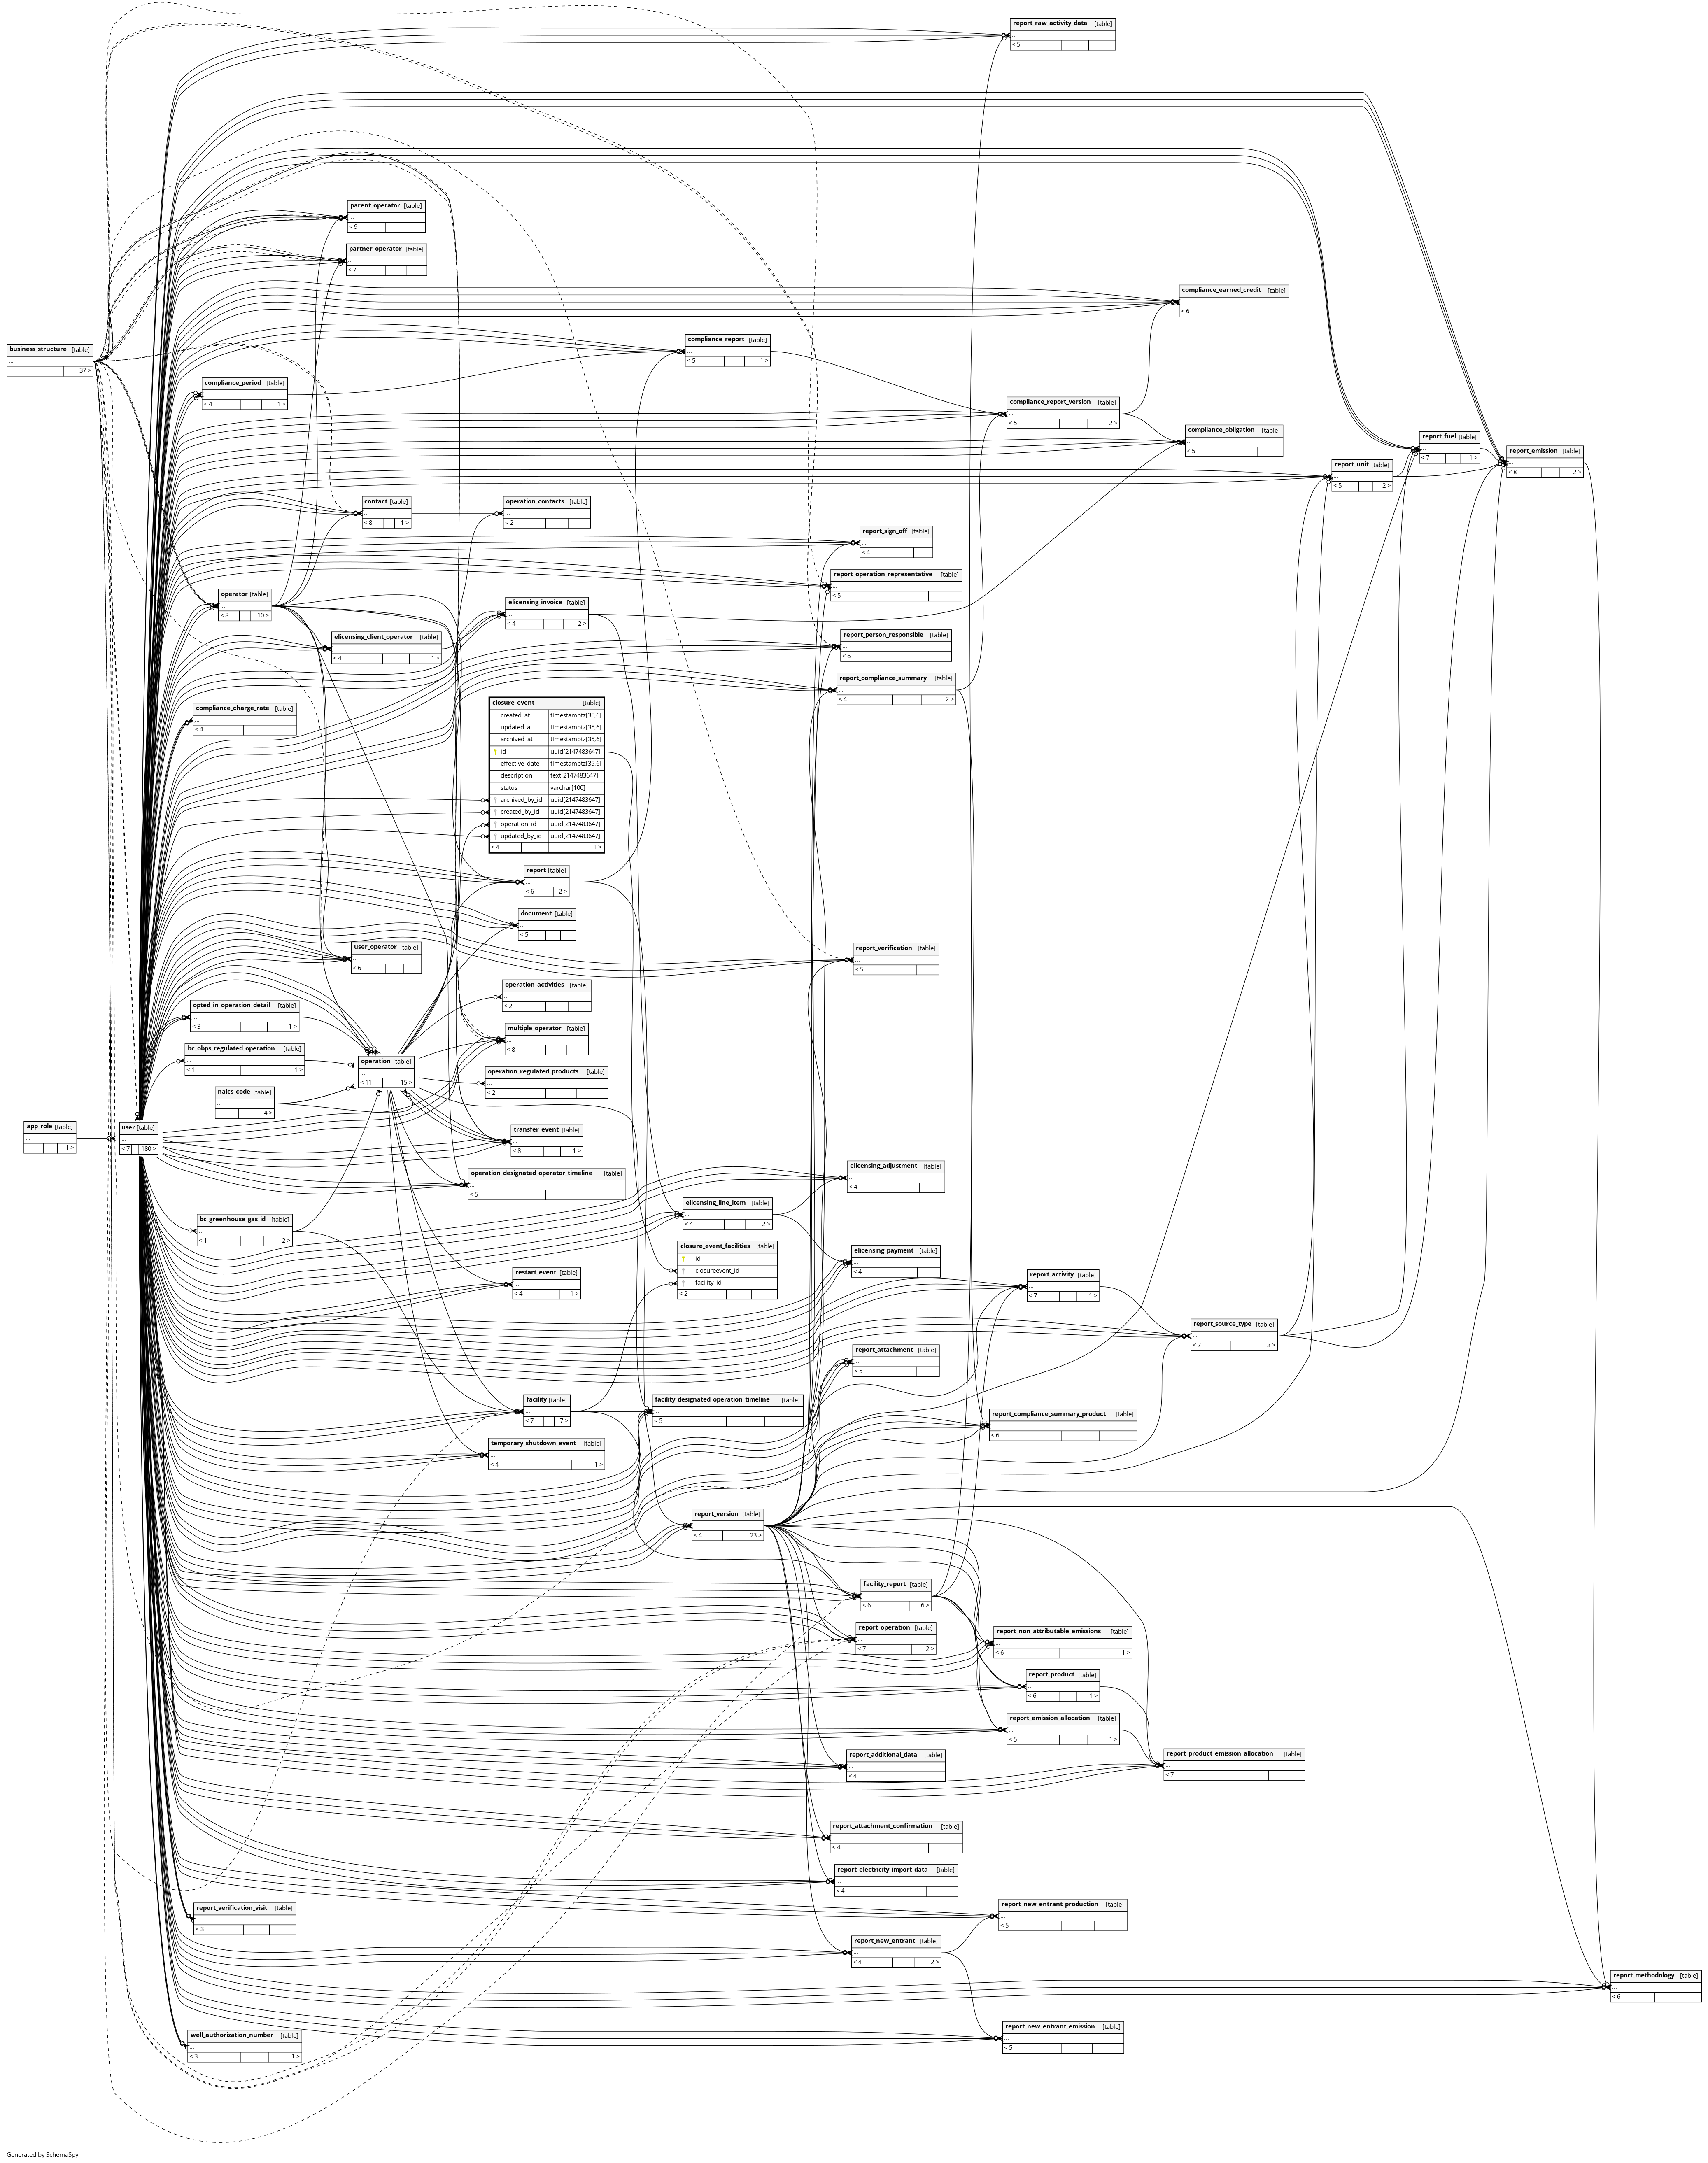 report_raw_activity_data [table]
...
< 5
parent_operator [table]
...
< 9
partner_operator [table]
...
< 7
compliance_earned_credit [table]
...
< 6
compliance_report [table]
...
< 5 1 >
business_structure [table]
...
37 >
compliance_period [table]
...
< 4 1 >
compliance_report_version [table]
...
< 5 2 >
compliance_obligation [table]
...
< 5
report_fuel [table]
...
< 7 1 >
report_emission [table]
...
< 8 2 >
report_unit [table]
...
< 5 2 >
contact [table]
...
< 8 1 >
operation_contacts [table]
...
< 2
report_sign_off [table]
...
< 4
report_operation_representative [table]
...
< 5
operator [table]
...
< 8 10 >
elicensing_invoice [table]
...
< 4 2 >
elicensing_client_operator [table]
...
< 4 1 >
report_person_responsible [table]
...
< 6
report_compliance_summary [table]
...
< 4 2 >
compliance_charge_rate [table]
...
< 4
closure_event [table]
created_at timestamptz[35,6]
updated_at timestamptz[35,6]
archived_at timestamptz[35,6]
id uuid[2147483647]
effective_date timestamptz[35,6]
description text[2147483647]
status varchar[100]
archived_by_id uuid[2147483647]
created_by_id uuid[2147483647]
operation_id uuid[2147483647]
updated_by_id uuid[2147483647]
< 4 1 >
report [table]
...
< 6 2 >
document [table]
...
< 5
user_operator [table]
...
< 6
report_verification [table]
...
< 5
operation_activities [table]
...
< 2
opted_in_operation_detail [table]
...
< 3 1 >
multiple_operator [table]
...
< 8
bc_obps_regulated_operation [table]
...
< 1 1 >
operation [table]
...
< 11 15 >
operation_regulated_products [table]
...
< 2
naics_code [table]
...
4 >
app_role [table]
...
1 >
user [table]
...
< 7 180 >
transfer_event [table]
...
< 8 1 >
operation_designated_operator_timeline [table]
...
< 5
elicensing_adjustment [table]
...
< 4
elicensing_line_item [table]
...
< 4 2 >
bc_greenhouse_gas_id [table]
...
< 1 2 >
closure_event_facilities [table]
id
closureevent_id
facility_id
< 2
elicensing_payment [table]
...
< 4
restart_event [table]
...
< 4 1 >
report_activity [table]
...
< 7 1 >
report_source_type [table]
...
< 7 3 >
report_attachment [table]
...
< 5
facility [table]
...
< 7 7 >
facility_designated_operation_timeline [table]
...
< 5
report_compliance_summary_product [table]
...
< 6
temporary_shutdown_event [table]
...
< 4 1 >
report_version [table]
...
< 4 23 >
facility_report [table]
...
< 6 6 >
report_operation [table]
...
< 7 2 >
report_non_attributable_emissions [table]
...
< 6 1 >
report_product [table]
...
< 6 1 >
report_emission_allocation [table]
...
< 5 1 >
report_additional_data [table]
...
< 4
report_product_emission_allocation [table]
...
< 7
report_attachment_confirmation [table]
...
< 4
report_electricity_import_data [table]
...
< 4
report_verification_visit [table]
...
< 3
report_new_entrant_production [table]
...
< 5
report_new_entrant [table]
...
< 4 2 >
report_methodology [table]
...
< 6
report_new_entrant_emission [table]
...
< 5
well_authorization_number [table]
...
< 3 1 >
Generated by SchemaSpy